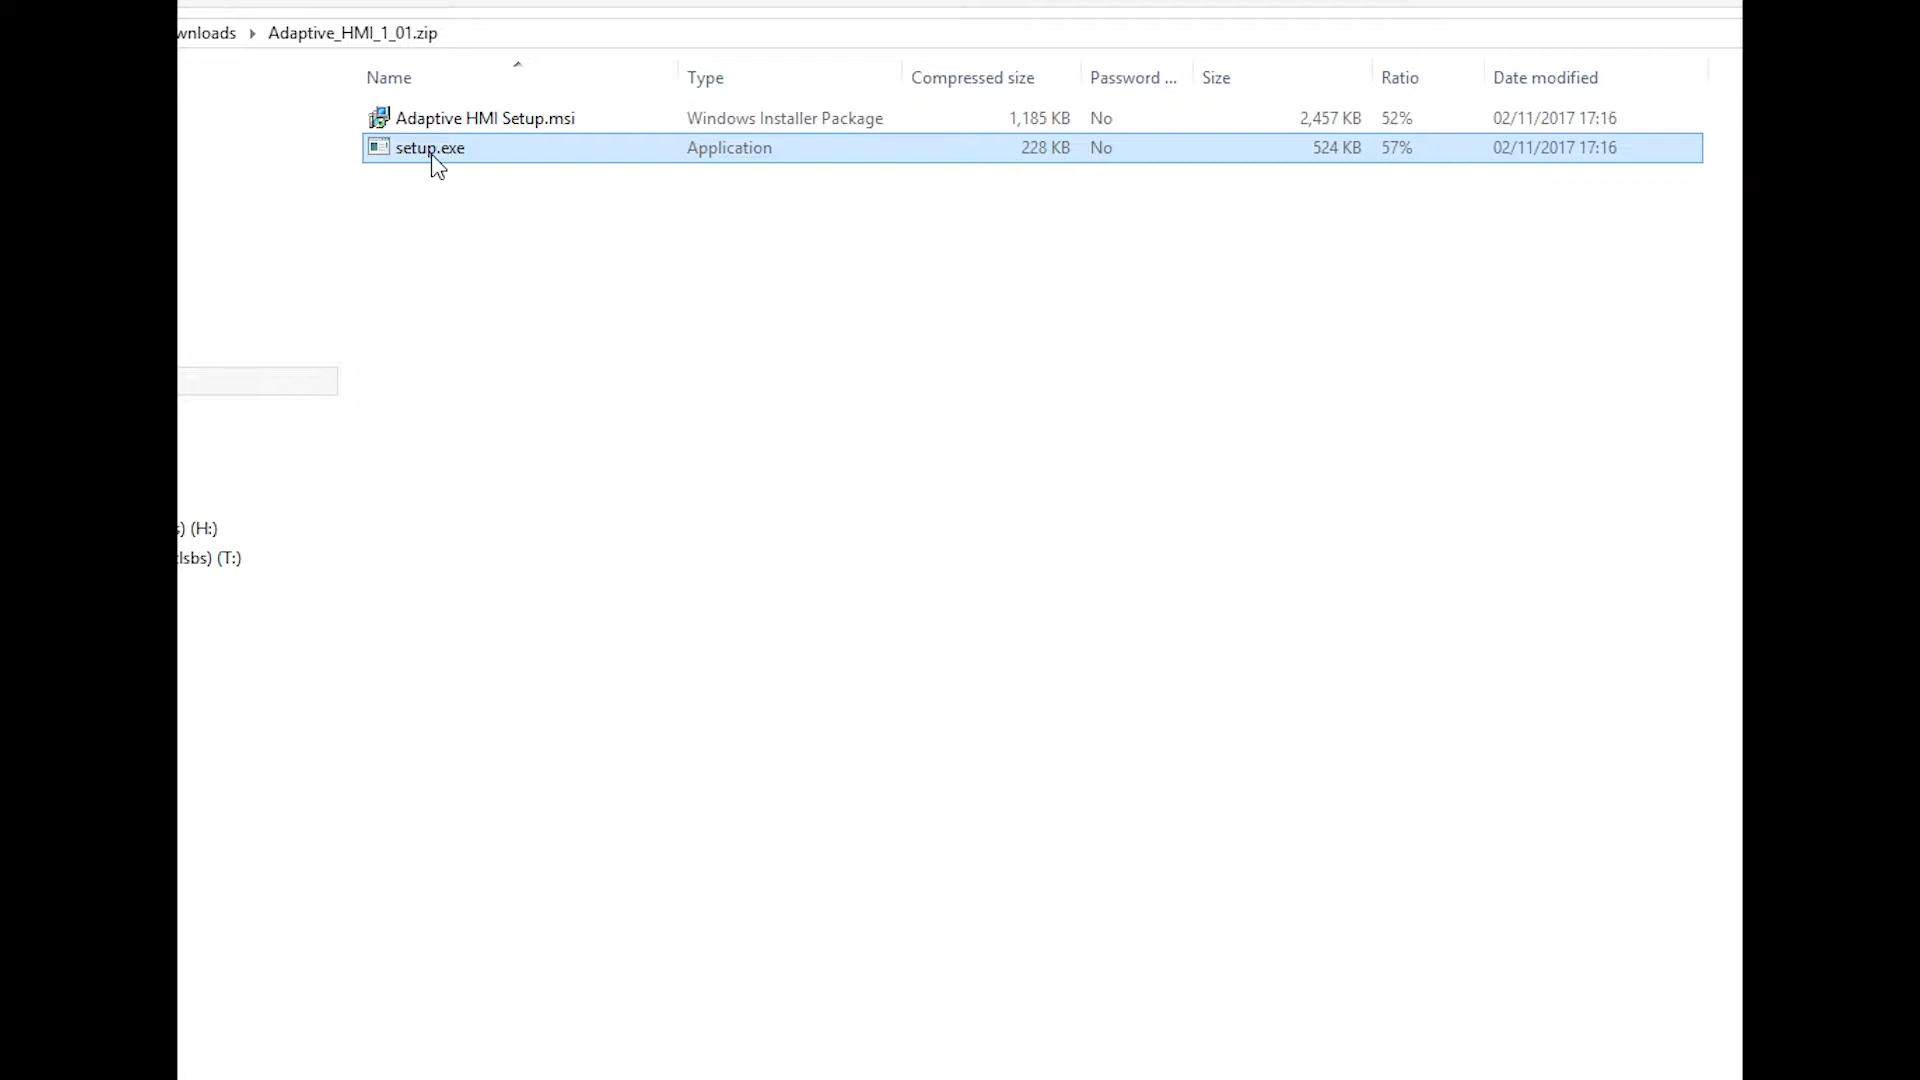 wnloads > Adaptive_HMI_1_01.zip
Name Type Compressed size Password ... Size Ratio Date modified
Adaptive HMI Setup.msi Windows Installer Package 1,185 KB No 2,457 KB 52% 02/11/2017 17:16
setup.exe Application 228 KB No 524 KB 57% 02/11/2017 17:16
) (H:)
lsbs) (T:)